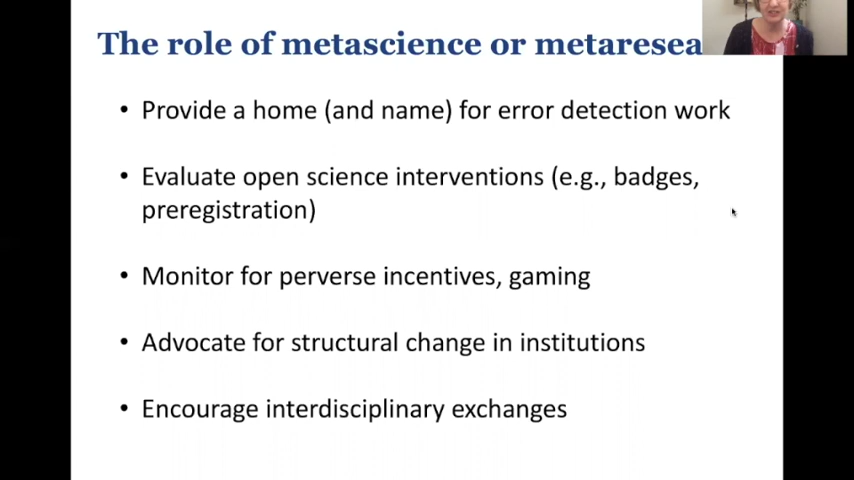 The role of metascience or metaresea
• Provide a home (and name) for error detection work
• Evaluate open science interventions (e.g., badges,
preregistration)
• Monitor for perverse incentives, gaming
• Advocate for structural change in institutions
• Encourage interdisciplinary exchanges